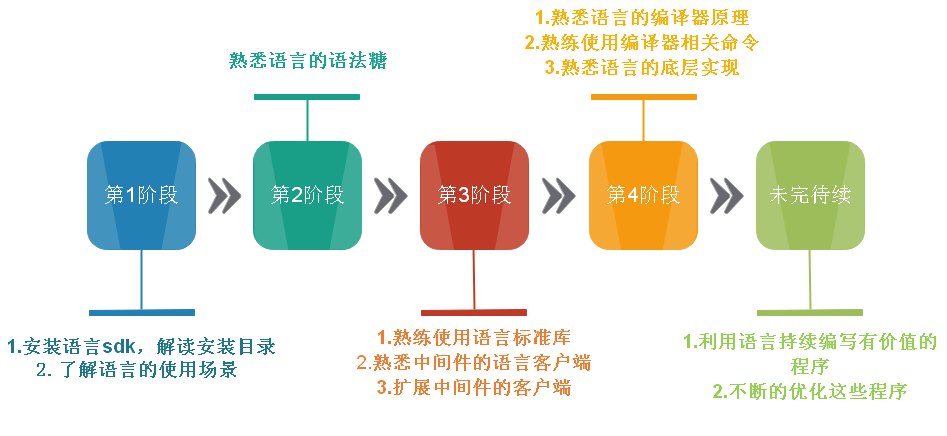 1.熟悉语言的编译器原理
2.熟练使用编译器相关命令
3.熟悉语言的底层实现
熟悉语言的语法糖
第1阶段
第2阶段
第3阶段
第4阶段
未完待续
1.安装语言sdk，解读安装目录
2.了解语言的使用场景
1.熟练使用语言标准库
2.熟悉中间件的语言客户端
3.扩展中间件的客户端
1.利用语言持续编写有价值的
程序
2.不断的优化这些程序